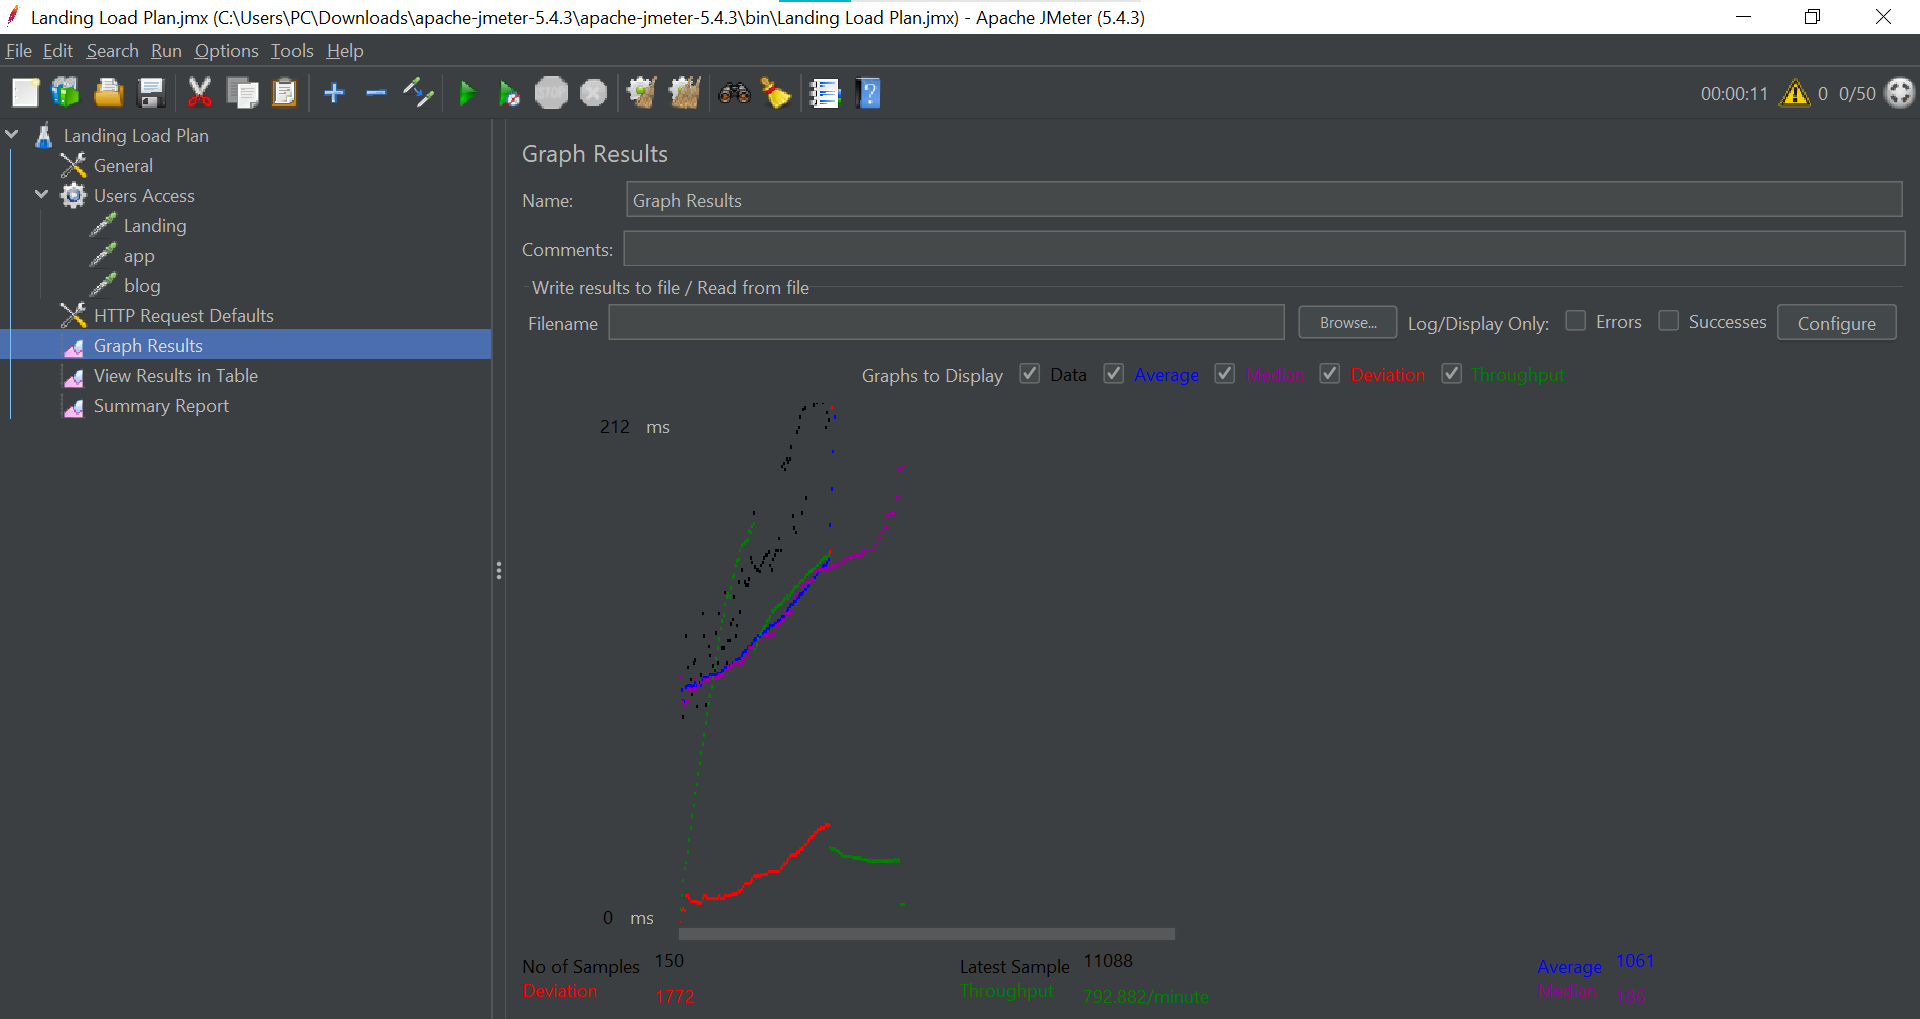 Landing Load Plan.jmx (C:\Users\PC\Downloads\apache-jmeter-5.4.3\apache-jmeter-5.4.3\bin\Landing Load Plan.jmx) - Apache JMeter (5.4.3)
File Edit Search Run Options Tools Help
STOP
00:00:11 0 0/50
Landing Load Plan
General
Users Access
Landing
app
blog
HTTP Request Defaults
Graph Results
View Results in Table
Summary Report
Graph Results
Name: Graph Results
Comments:
Write results to file / Read from file
Filename Browse... Log/Display Only: Errors Successes Configure
Graphs to Display Data Average Median Deviation Throughput
212 ms
0 ms
No of Samples 150 Latest Sample 11088 Average 1061
Deviation 1772 Throughput 792.882/minute Median 186